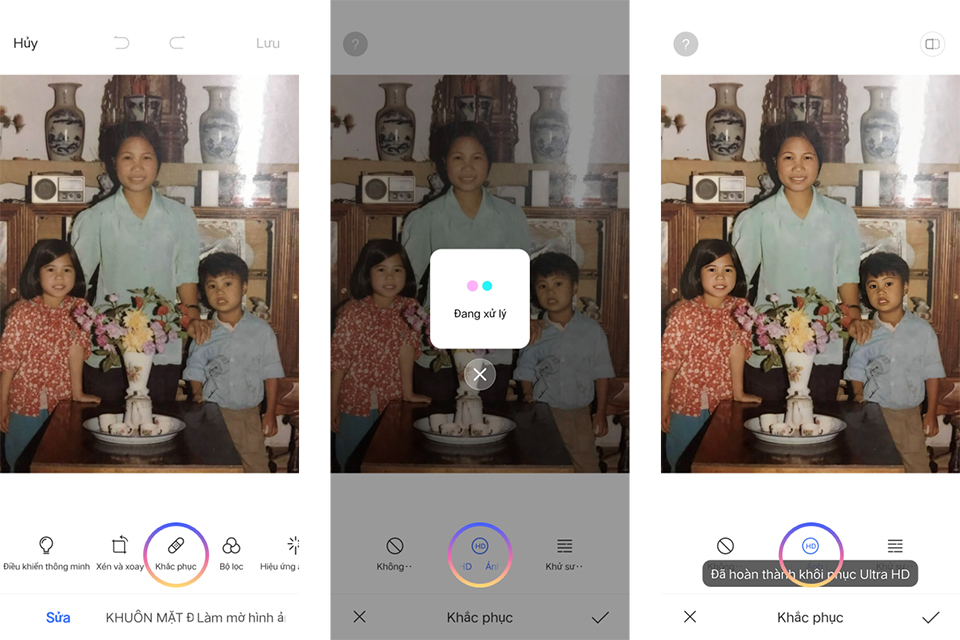 Hủy
Lưu
Điều khiển thông minh
Xén và xoay
Khắc phục
Bộ lọc
Hiệu ứng
Sửa
KHUÔN MẶT Đ
Làm mờ hình ả
?
Đang xử lý
Không··
HD
HD Ản
Khử sư··
Khắc phục
?
HD
Đã hoàn thành khôi phục Ultra HD
Khắc phục